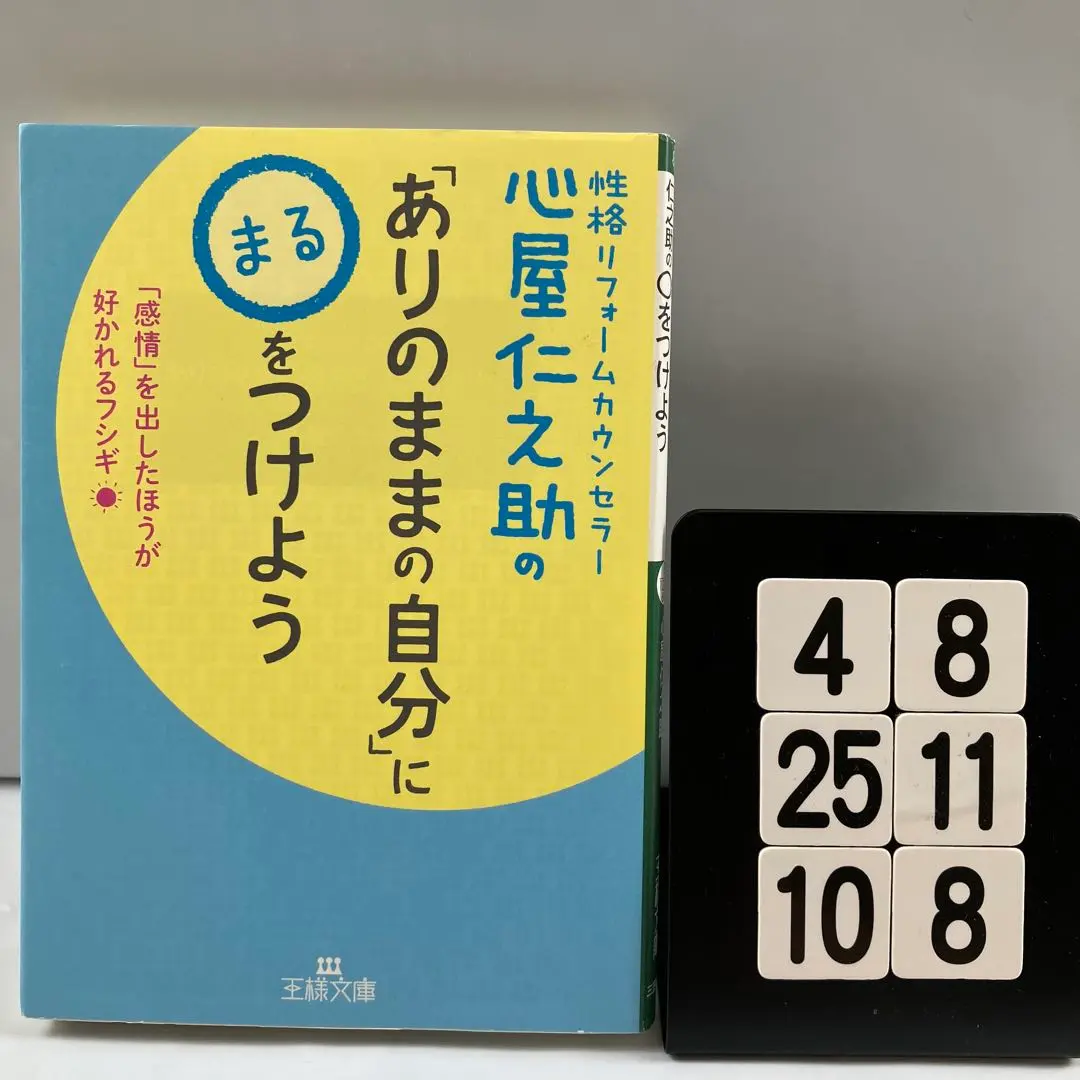 性格リフォームカウンセラー
心屋仁之助の
「ありのままの自分」に
まる
をつけよう
「感情」を出したほうが
好かれるフシギ
王様文庫
仁之助の○をつけよう
4 8
25 11
10 8